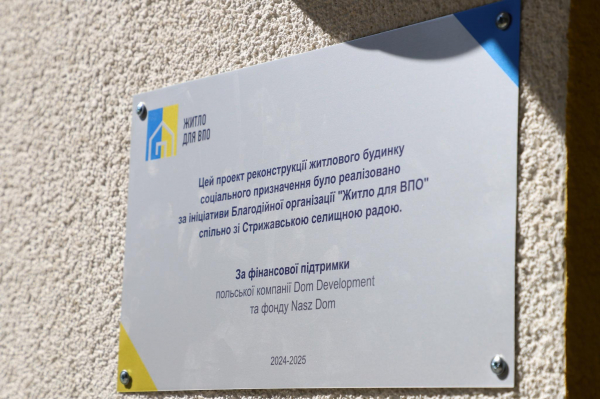 ЖИТЛО
ДЛЯ ВПО
Цей проект реконструкції житлового будинку
соціального призначення було реалізовано
за ініціативи Благодійної організації "Житло для ВПО"
спільно зі Стрижавською селищною радою.
За фінансової підтримки
польської компанії Dom Development
та фонду Nasz Dom
2024-2025